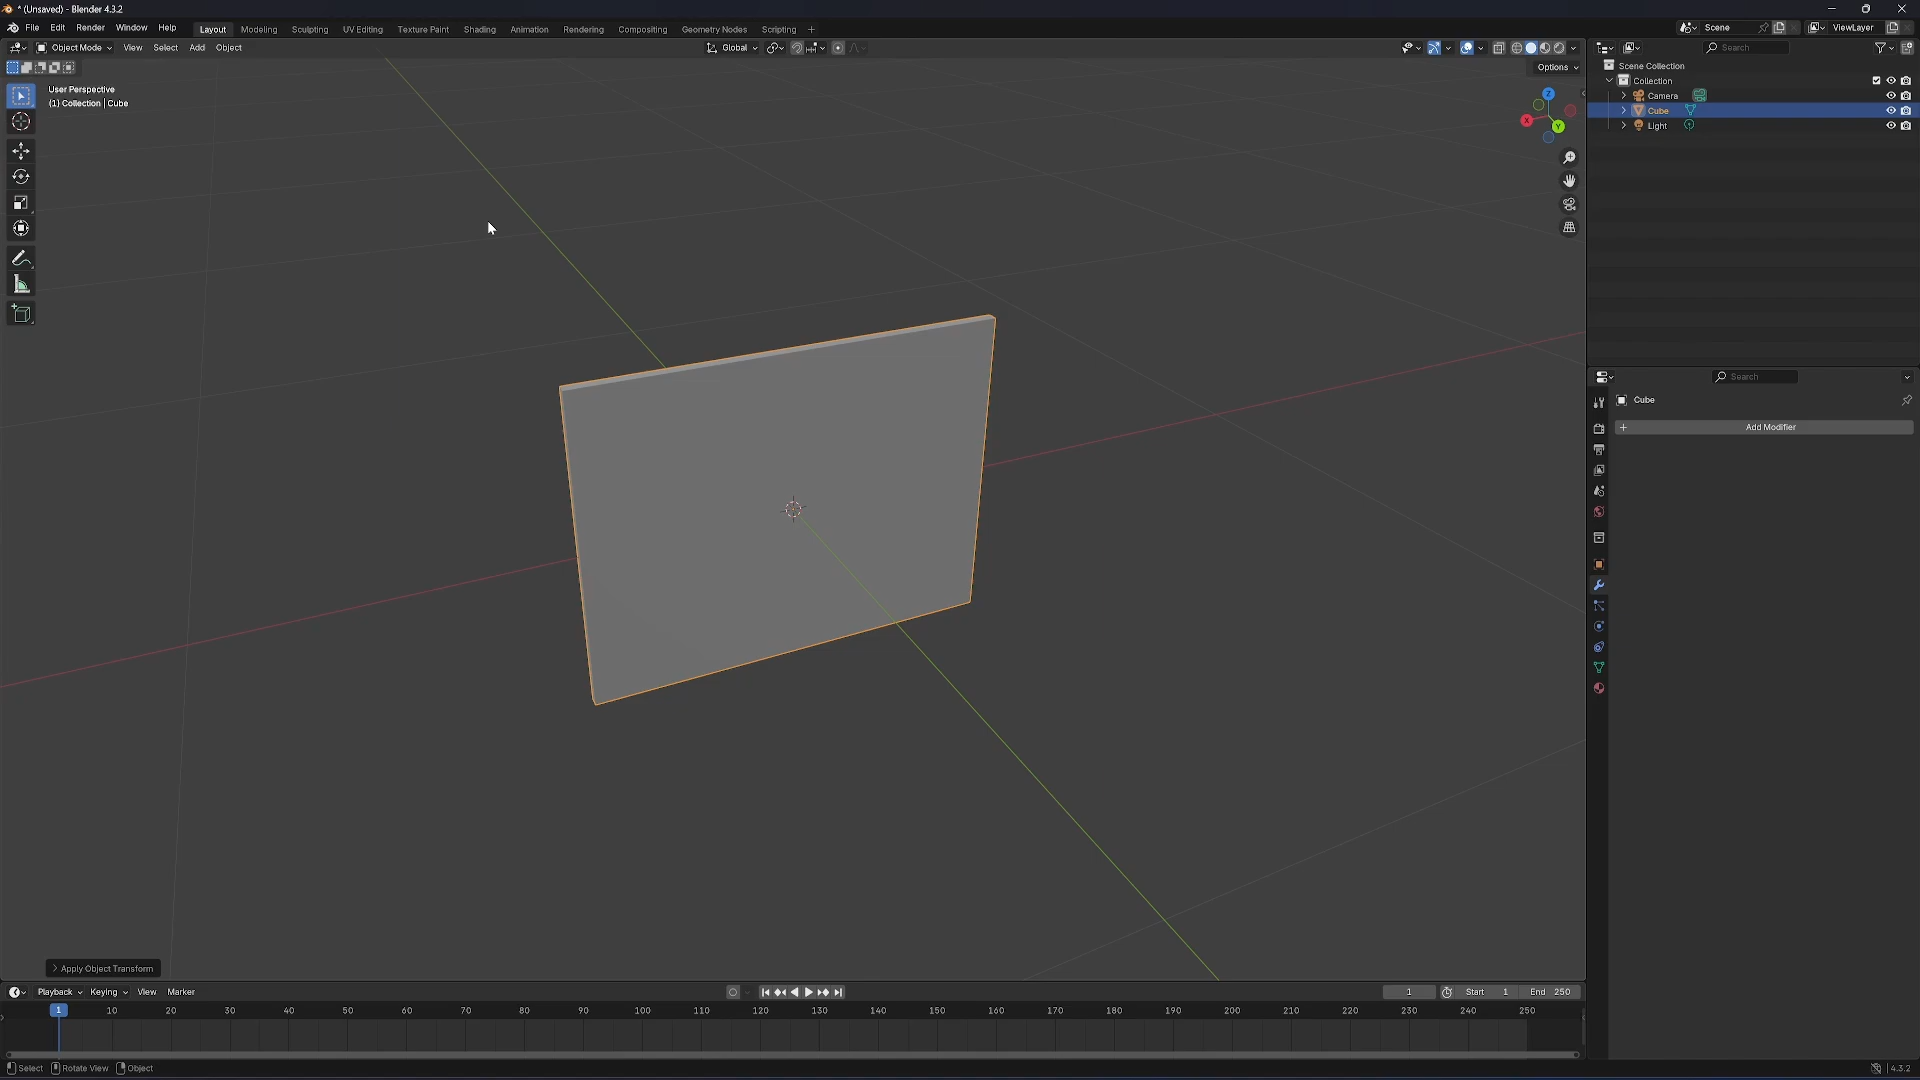 * (Unsaved) - Blender 4.3.2
File Edit Render Window Help Layout Modeling Sculpting UV Editing Texture Paint Shading Animation Rendering Compositing Geometry Nodes Scripting + Scene ViewLayer
Object Mode View Select Add Object Global Search
Options
User Perspective
(1) Collection | Cube
Z
X
Y
Scene Collection
Collection
Camera
Cube
Light
Search
Cube
+ Add Modifier
> Apply Object Transform
Playback Keying View Marker 1 Start 1 End 250
1 10 20 30 40 50 60 70 80 90 100 110 120 130 140 150 160 170 180 190 200 210 220 230 240 250
Select Rotate View Object 4.3.2